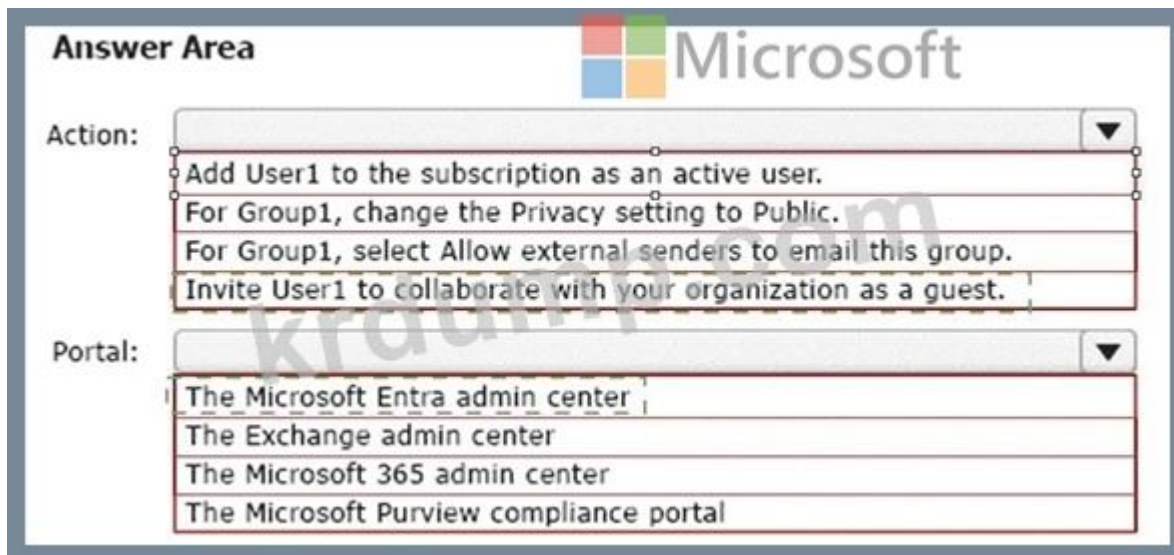 Answer Area
Microsoft
Action:
Add User1 to the subscription as an active user.
For Group1, change the Privacy setting to Public.
For Group1, select Allow external senders to email this group.
Invite User1 to collaborate with your organization as a guest.
krdump.com
Portal:
The Microsoft Entra admin center
The Exchange admin center
The Microsoft 365 admin center
The Microsoft Purview compliance portal